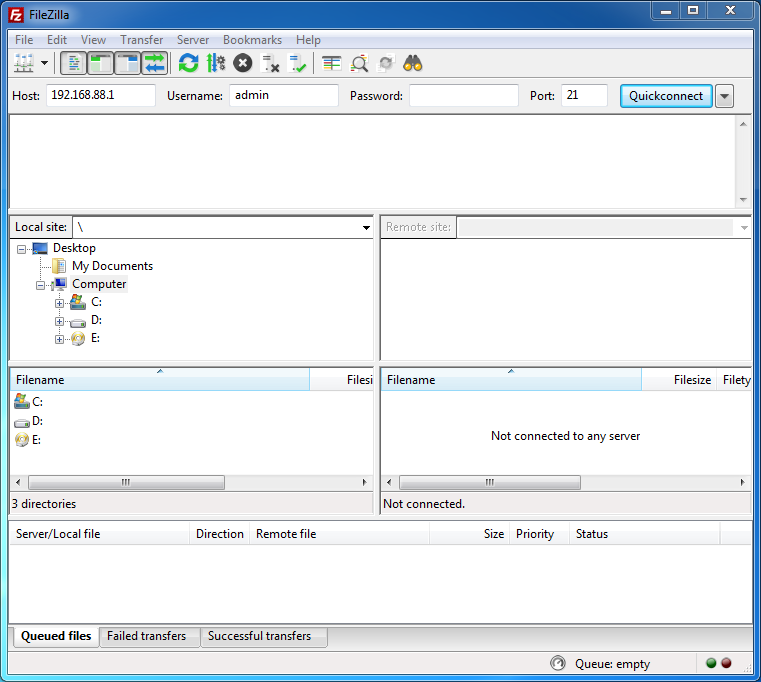 FileZilla
File Edit View Transfer Server Bookmarks Help
Host: 192.168.88.1 Username: admin Password: Port: 21 Quickconnect
Local site: \ Remote site:
Desktop
My Documents
Computer
C:
D:
E:
Filename Filesi
C:
D:
E:
3 directories
Filename Filesize Filety
Not connected to any server
Not connected.
Server/Local file Direction Remote file Size Priority Status
Queued files Failed transfers Successful transfers
Queue: empty